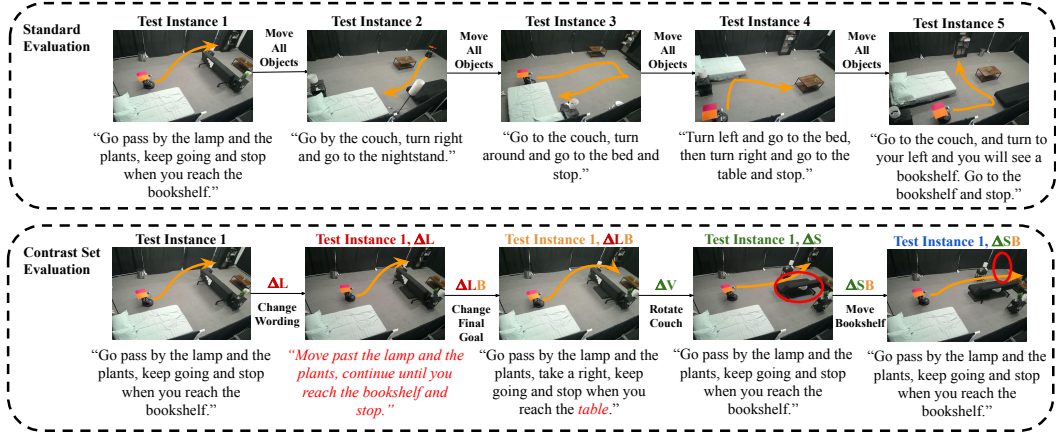 Standard
Evaluation
Test Instance 1
Move
All
Objects
Test Instance 2
Move
All
Objects
Test Instance 3
Move
All
Objects
Test Instance 4
Move
All
Objects
Test Instance 5
“Go pass by the lamp and the
plants, keep going and stop
when you reach the
bookshelf.”
“Go by the couch, turn right
and go to the nightstand.”
“Go to the couch, turn
around and go to the bed and
stop.”
“Turn left and go to the bed,
then turn right and go to the
table and stop.”
“Go to the couch, and turn to
your left and you will see a
bookshelf. Go to the
bookshelf and stop.”
Contrast Set
Evaluation
Test Instance 1
ΔL
Change
Wording
Test Instance 1, ΔL
ΔLB
Change
Final
Goal
Test Instance 1, ΔLB
ΔV
Rotate
Couch
Test Instance 1, ΔS
ΔSB
Move
Bookshelf
Test Instance 1, ΔSB
“Go pass by the lamp and the
plants, keep going and stop
when you reach the
bookshelf.”
“Move past the lamp and the
plants, continue until you
reach the bookshelf and
stop.”
“Go pass by the lamp and the
plants, take a right, keep
going and stop when you
reach the table.”
“Go pass by the lamp and the
plants, keep going and stop
when you reach the
bookshelf.”
“Go pass by the lamp and the
plants, keep going and stop
when you reach the
bookshelf.”